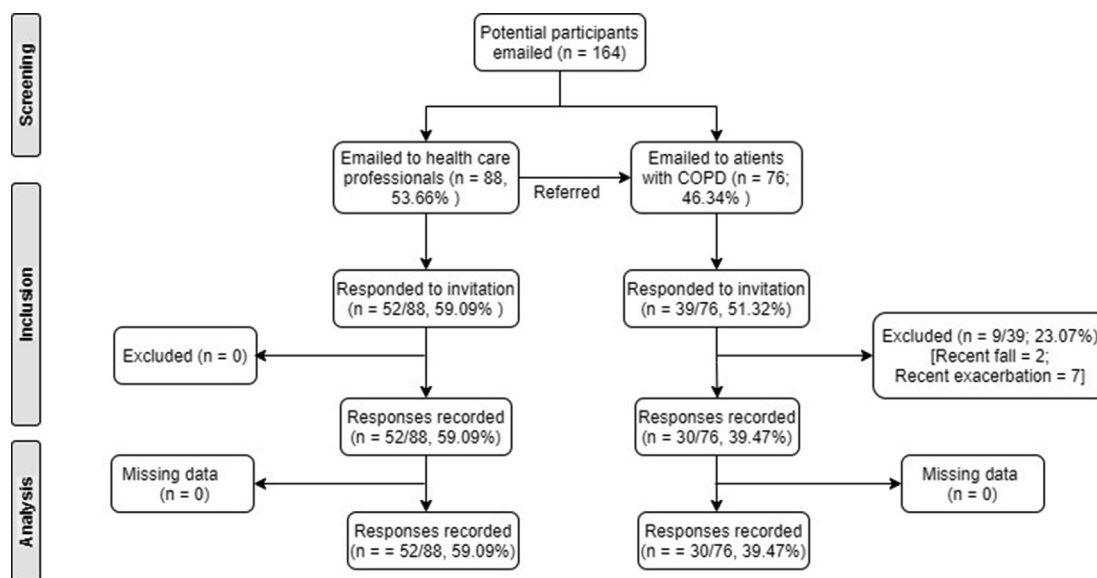 Screening
Potential participants
emailed (n = 164)
Emailed to health care
professionals (n = 88,
53.66% )
Referred
Emailed to atients
with COPD (n = 76;
46.34% )
Inclusion
Responded to invitation
(n = 52/88, 59.09% )
Responded to invitation
(n = 39/76, 51.32%)
Excluded (n = 0)
Excluded (n = 9/39; 23.07%)
[Recent fall = 2;
Recent exacerbation = 7]
Responses recorded
(n = 52/88, 59.09%)
Responses recorded
(n = 30/76, 39.47%)
Analysis
Missing data
(n = 0)
Missing data
(n = 0)
Responses recorded
(n = = 52/88, 59.09%)
Responses recorded
(n = = 30/76, 39.47%)